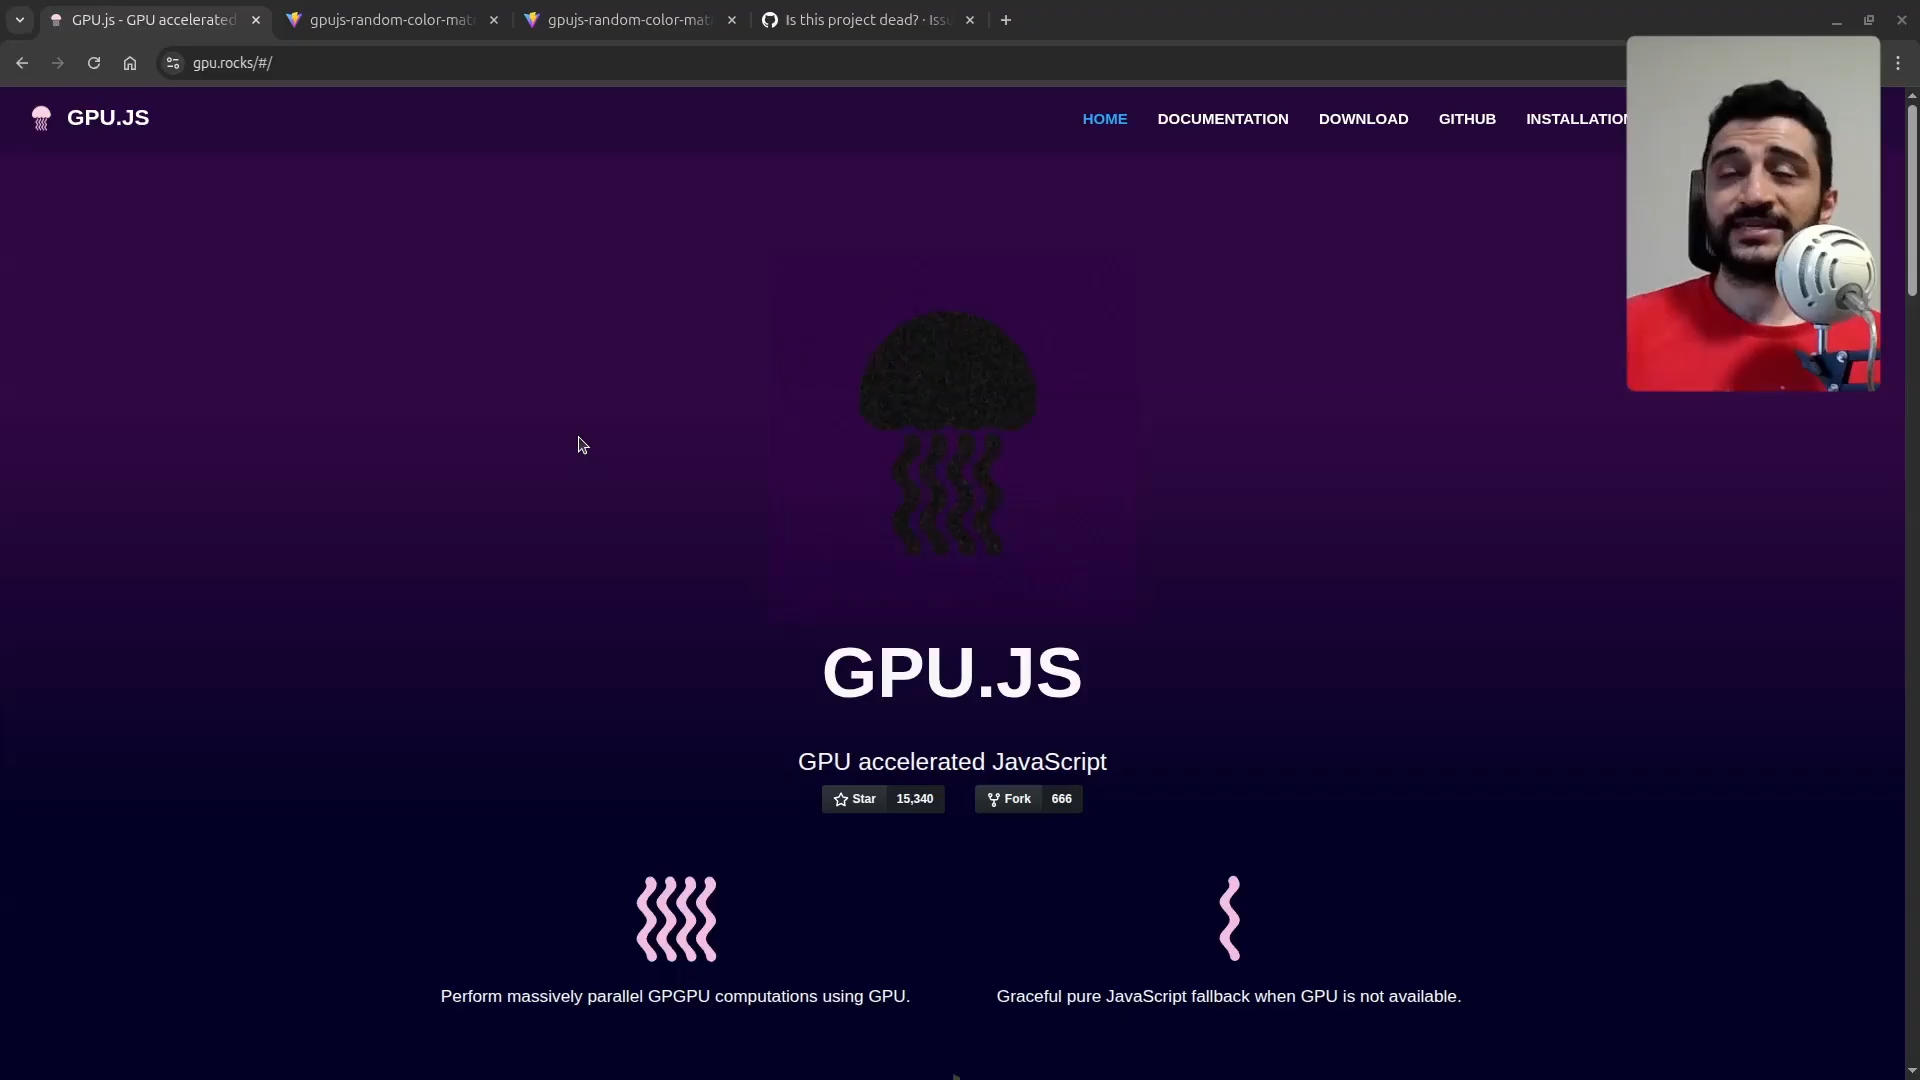 GPU.js - GPU accelerated
gpujs-random-color-mat
gpujs-random-color-mat
Is this project dead? · Issu
gpu.rocks/#/
GPU.JS
HOME
DOCUMENTATION
DOWNLOAD
GITHUB
INSTALLATION
GPU.JS
GPU accelerated JavaScript
Star 15,340
Fork 666
Perform massively parallel GPGPU computations using GPU.
Graceful pure JavaScript fallback when GPU is not available.